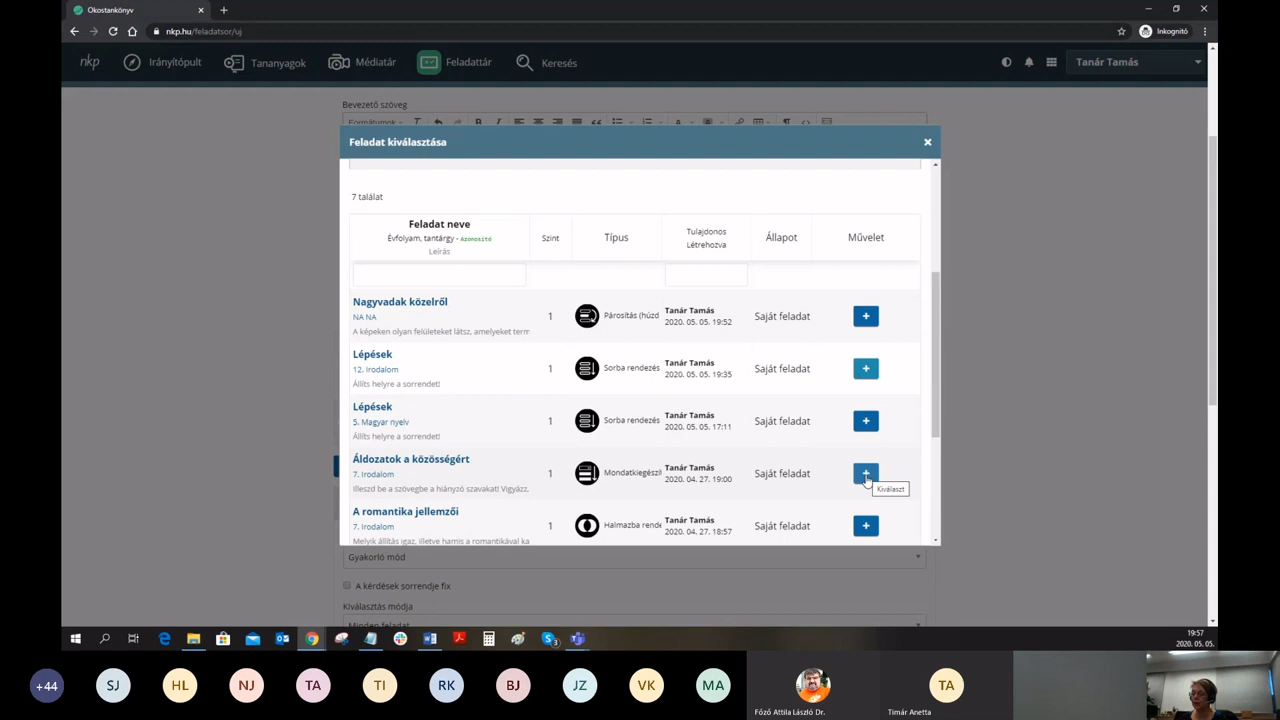 Okostankönyv
nkp.hu/feladatsor/uj
Inkognitó
nkp
Irányítópult
Tananyagok
Médiatár
Feladattár
Keresés
Tanár Tamás
Bevezető szöveg
Formátumok
Feladat kiválasztása
7 találat
Feladat neve
Évfolyam, tantárgy - Azonosító
Leírás
Szint
Típus
Tulajdonos
Létrehozva
Állapot
Művelet
Nagyvadak közelről
NA NA
A képeken olyan felületeket látsz, amelyeket term
1
Párosítás (húzd
Tanár Tamás
2020. 05. 05. 19:52
Saját feladat
+
Lépések
12. Irodalom
Állíts helyre a sorrendet!
1
Sorba rendezés
Tanár Tamás
2020. 05. 05. 19:35
Saját feladat
+
Lépések
5. Magyar nyelv
Állíts helyre a sorrendet!
1
Sorba rendezés
Tanár Tamás
2020. 05. 05. 17:11
Saját feladat
+
Áldozatok a közösségért
7. Irodalom
Illeszd be a szövegbe a hiányzó szavakat! Vigyázz,
1
Mondatkiegészí
Tanár Tamás
2020. 04. 27. 19:00
Saját feladat
+
Kiválaszt
A romantika jellemzői
7. Irodalom
Melyik állítás igaz, illetve hamis a romantikával ka
1
Halmazba rende
Tanár Tamás
2020. 04. 27. 18:57
Saját feladat
+
Gyakorló mód
A kérdések sorrendje fix
Kiválasztás módja
Minden feladat
19:57
2020. 05. 05.
+44
SJ
HL
NJ
TA
TI
RK
BJ
JZ
VK
MA
TA
Főző Attila László Dr.
Timár Anetta